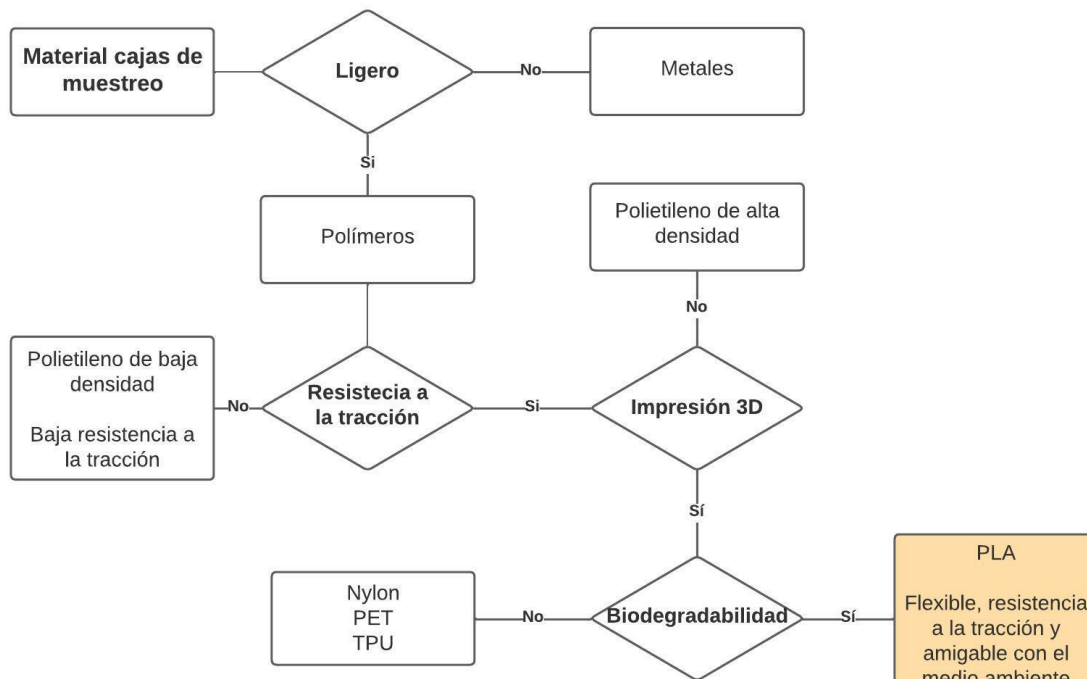 Material cajas de
muestreo
Ligero
No
Metales
Si
Polímeros
Polietileno de alta
densidad
No
Polietileno de baja
densidad
Baja resistencia a
la tracción
No
Resistecia a
la tracción
Si
Impresión 3D
Sí
Nylon
PET
TPU
No
Biodegradabilidad
Sí
PLA
Flexible, resistencia
a la tracción y
amigable con el
medio ambiente